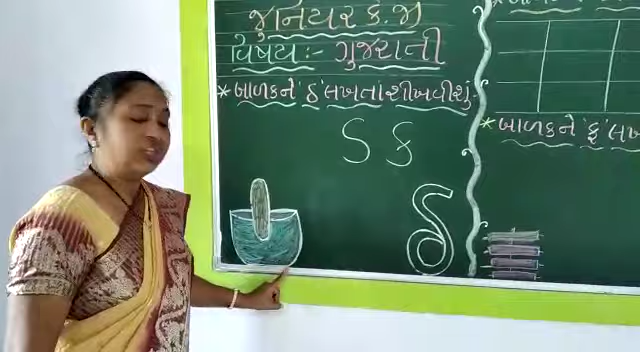 જુનિયર કે.જી
વિષય:- ગુજરાતી
* બાળકને 'ઠ' લખતા શીખવીશું.
ડ ક
ઠ
* બાળકને 'ફ' લખ